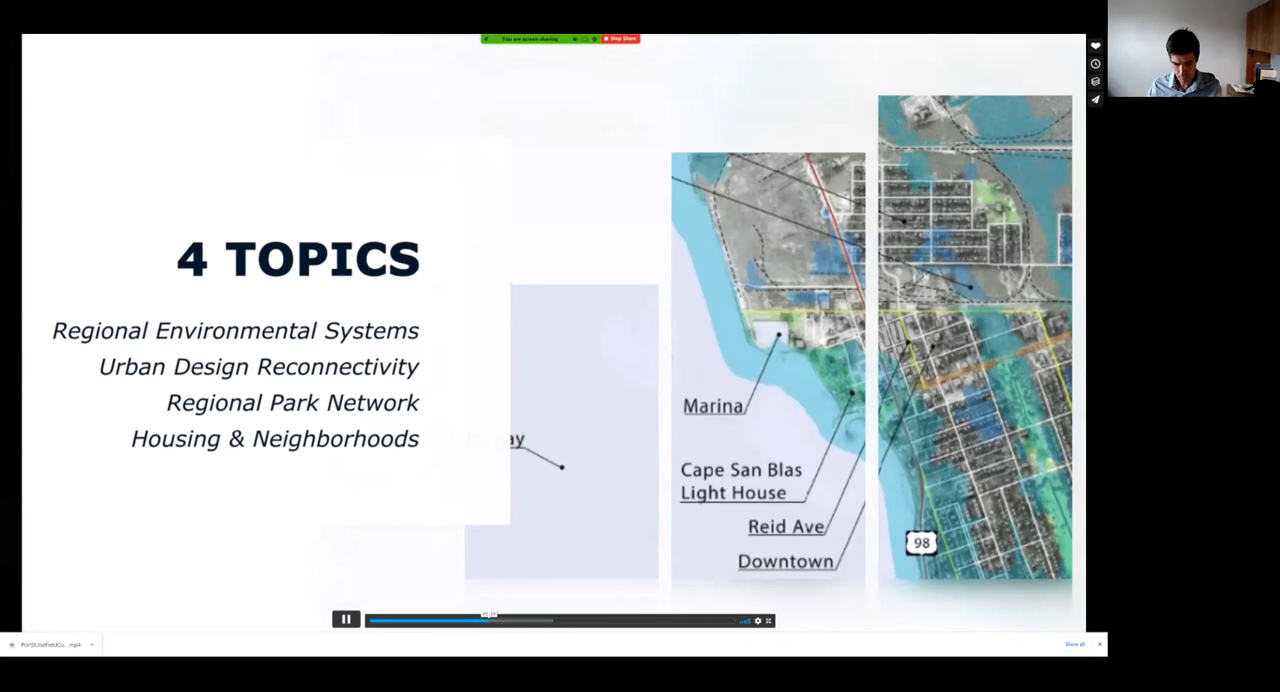 You are screen sharing
Stop Share
4 TOPICS
Regional Environmental Systems
Urban Design Reconnectivity
Regional Park Network
Housing & Neighborhoods
ay
Marina
Cape San Blas
Light House
Reid Ave
Downtown
98
Show all